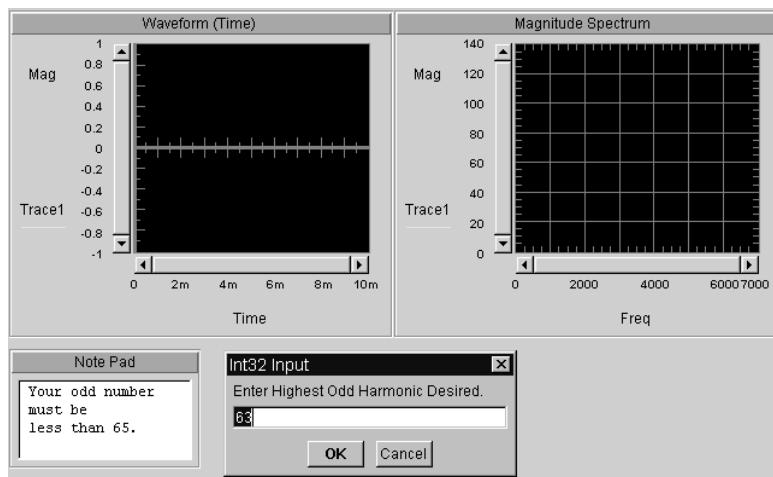 Waveform (Time)
Mag
Trace1
1
0.8
0.6
0.4
0.2
0
-0.2
-0.4
-0.6
-0.8
-1
0 2m 4m 6m 8m 10m
Time
Magnitude Spectrum
Mag
Trace1
140
120
100
80
60
40
20
0
0 2000 4000 6000 7000
Freq
Note Pad
Your odd number
must be
less than 65.
Int32 Input
Enter Highest Odd Harmonic Desired.
63
OK Cancel